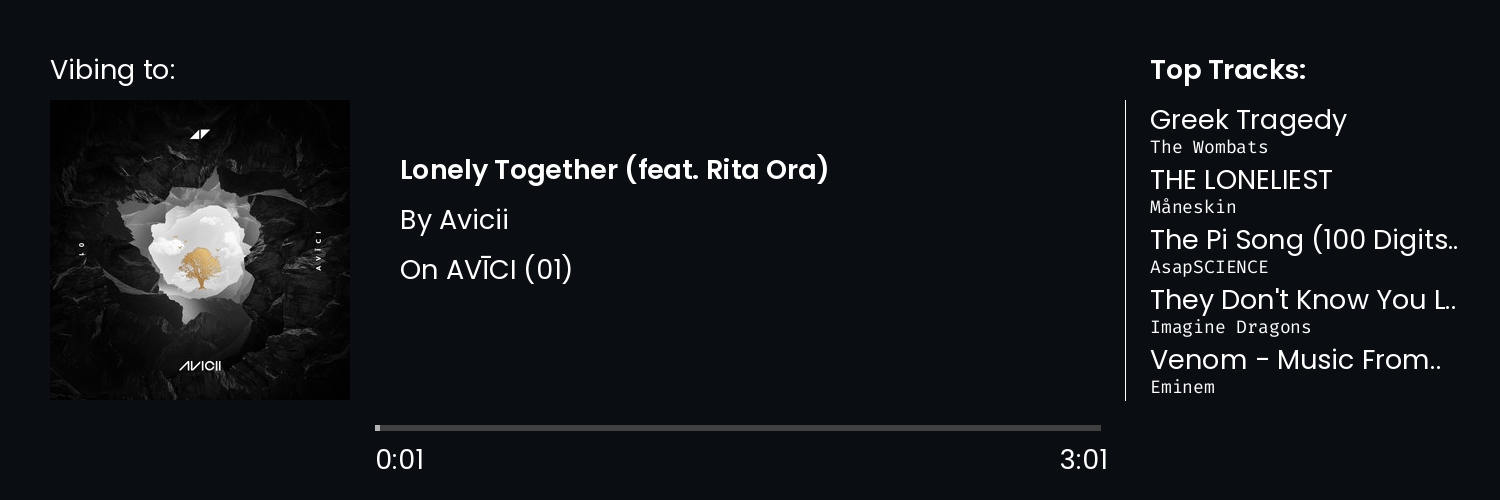 Vibing to:
01
AVĪCI
AVICII
Lonely Together (feat. Rita Ora)
By Avicii
On AVĪCI (01)
0:01
3:01
Top Tracks:
Greek Tragedy
The Wombats
THE LONELIEST
Måneskin
The Pi Song (100 Digits..
AsapSCIENCE
They Don't Know You L..
Imagine Dragons
Venom - Music From..
Eminem